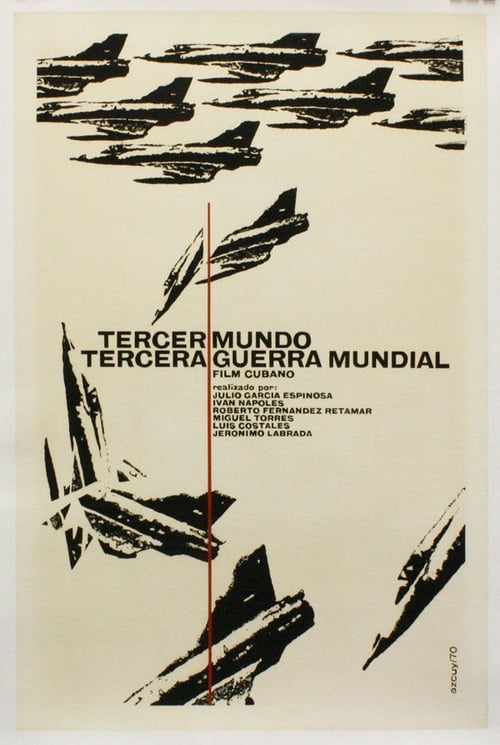 TERCER MUNDO
TERCERA GUERRA MUNDIAL
FILM CUBANO
realizado por:
JULIO GARCIA ESPINOSA
IVAN NAPOLES
ROBERTO FERNANDEZ RETAMAR
MIGUEL TORRES
LUIS COSTALES
JERONIMO LABRADA
azcuy/70